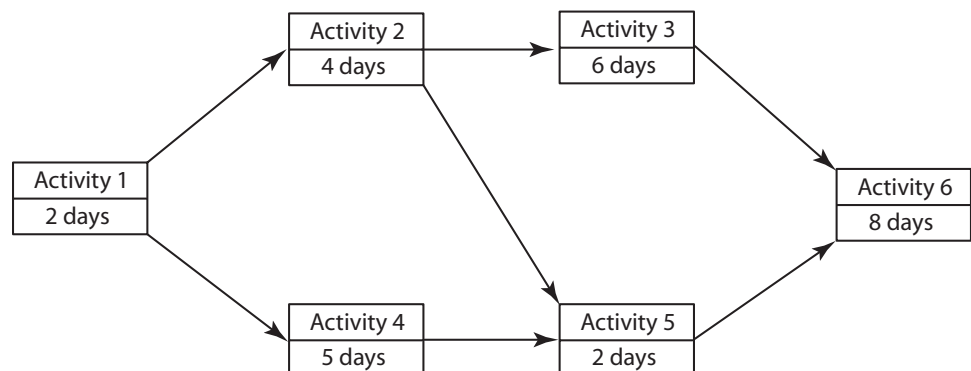 Activity 2
4 days
Activity 3
6 days
Activity 1
2 days
Activity 6
8 days
Activity 4
5 days
Activity 5
2 days